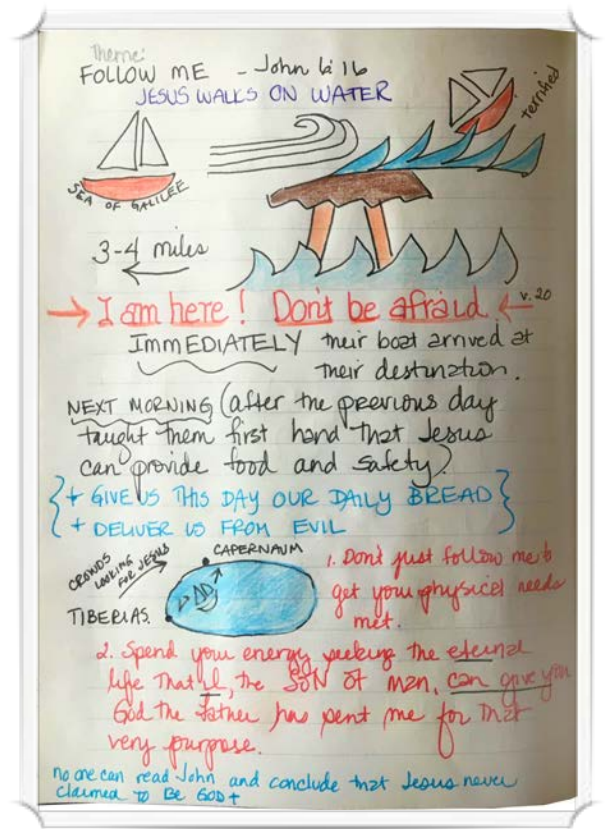 Theme:
FOLLOW ME - John 6:16
JESUS WALKS ON WATER
terrified
SEA OF GALILEE
3-4 miles
→ I am here! Don't be afraid. ← v. 20
ImmEDIATELY their boat arrived at
their destination.
NEXT MORNING (after the previous day
taught them first hand that Jesus
can provide food and safety)
{+ GIVE US THIS DAY OUR DAILY BREAD}
{+ DELIVER US FROM EVIL}
CROWDS
LOOKING
FOR JESUS
CAPERNAUM
TIBERIAS
1. Don't just follow me to
get your physical needs
met.
2. Spend your energy seeking the eternal
life that I, the SON OF man, can give you
God the Father has sent me for that
very purpose.
no one can read John and conclude that Jesus never
claimed to Be GOD+